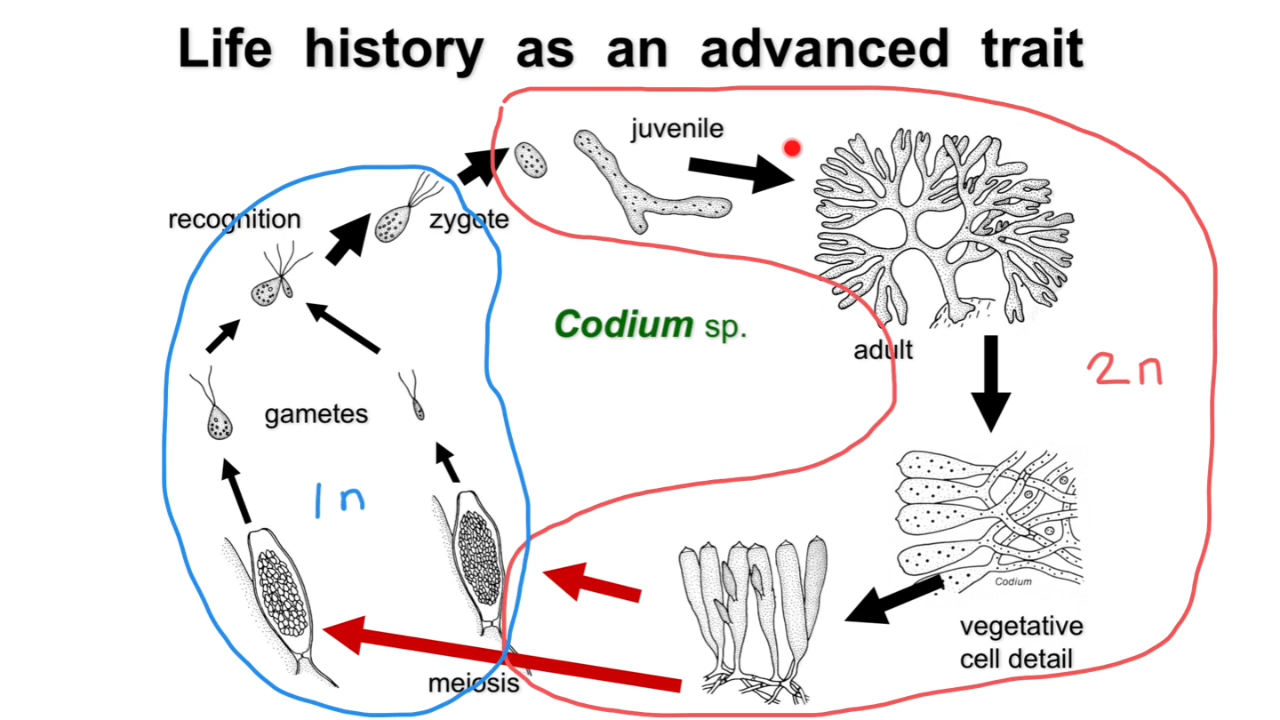 Life history as an advanced trait
juvenile
recognition
zygote
Codium sp.
adult
2n
gametes
1n
Codium
vegetative
cell detail
meiosis